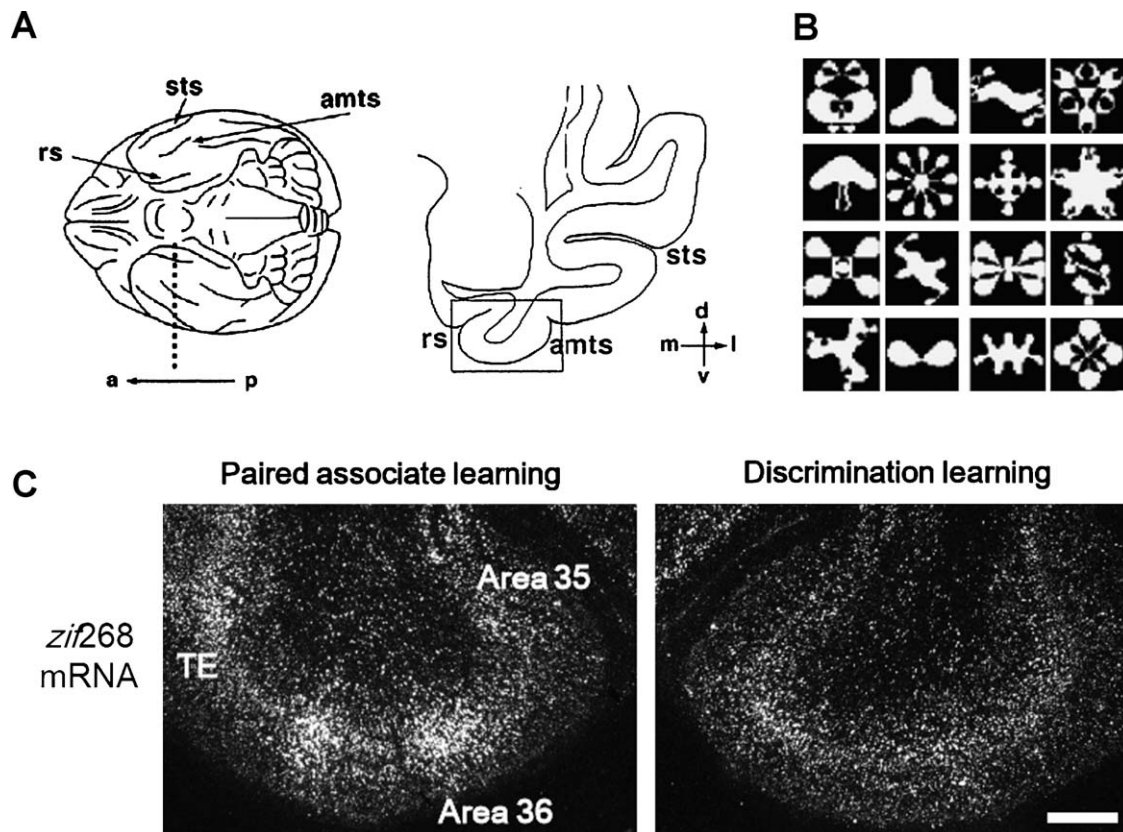 A
sts
amts
rs
a
p
rs
amts
sts
d
m
l
v
B
C
Paired associate learning
Discrimination learning
zif268
mRNA
Area 35
TE
Area 36